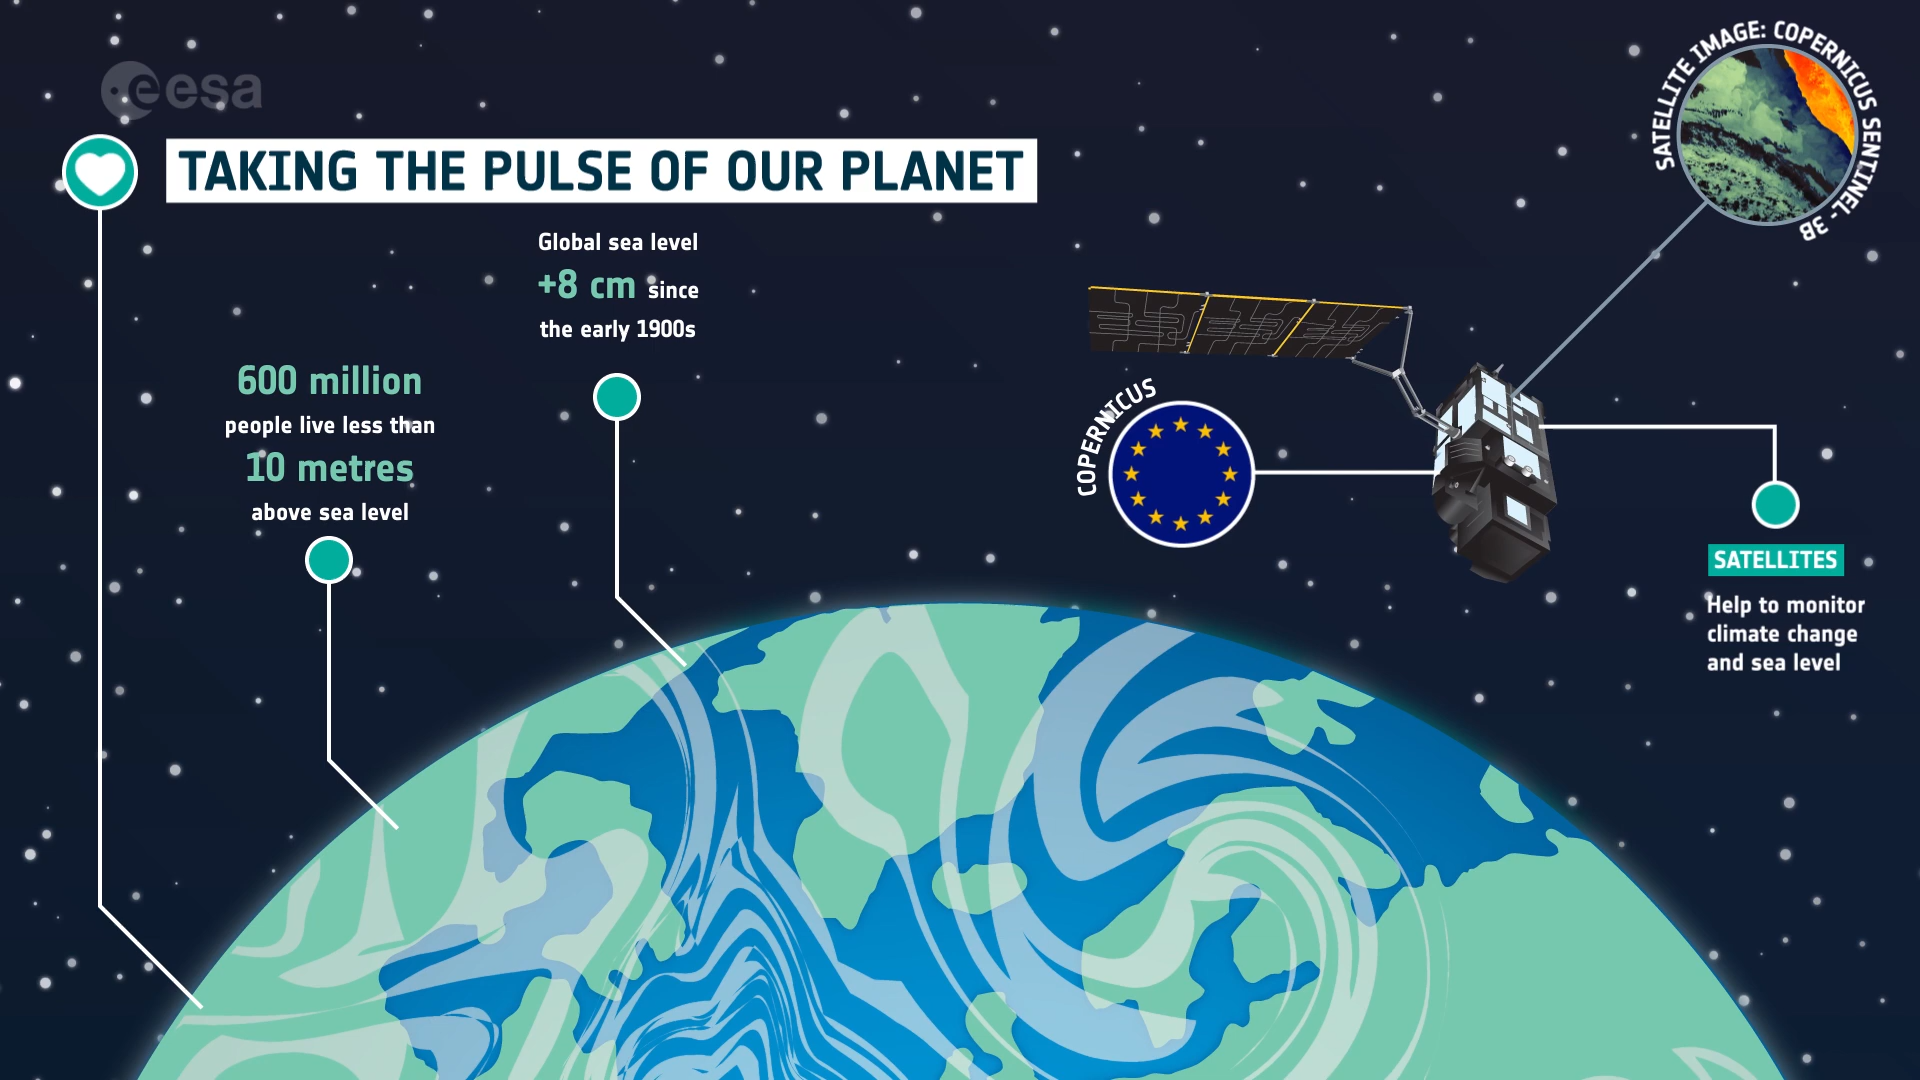 esa
TAKING THE PULSE OF OUR PLANET
Global sea level
+8 cm since
the early 1900s
600 million
people live less than
10 metres
above sea level
COPERNICUS
SATELLITE IMAGE: COPERNICUS SENTINEL- 3B
SATELLITES
Help to monitor
climate change
and sea level